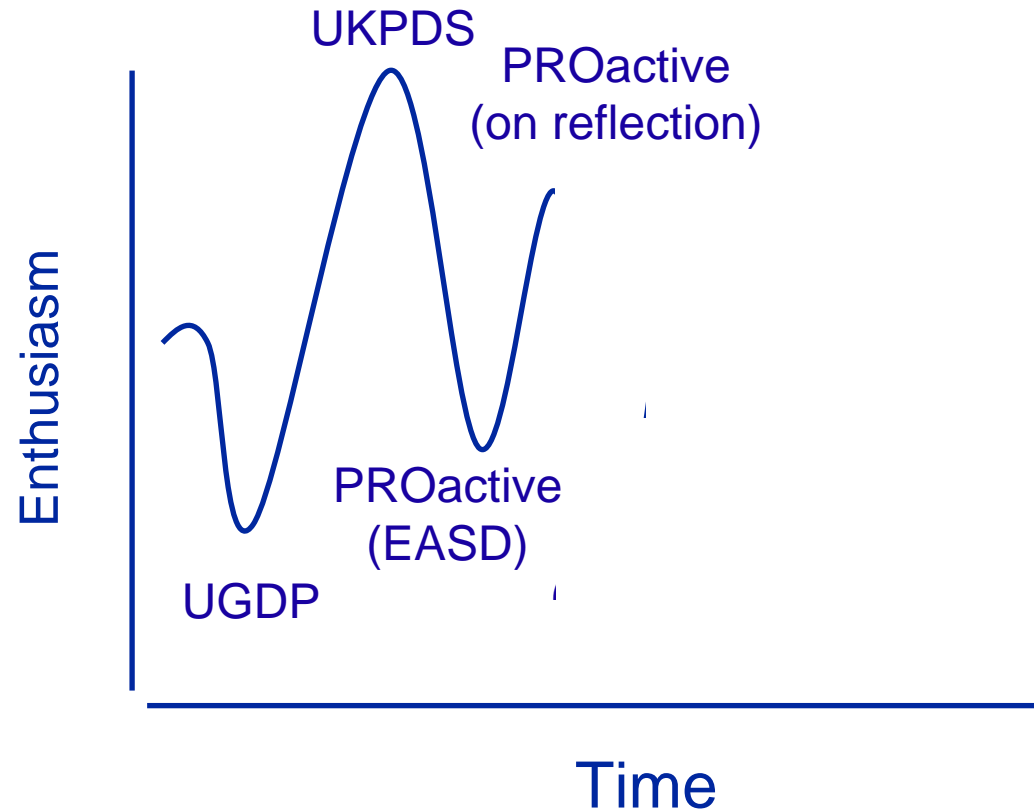 UKPDS
PROactive
(on reflection)
Enthusiasm
PROactive
(EASD)
UGDP
Time